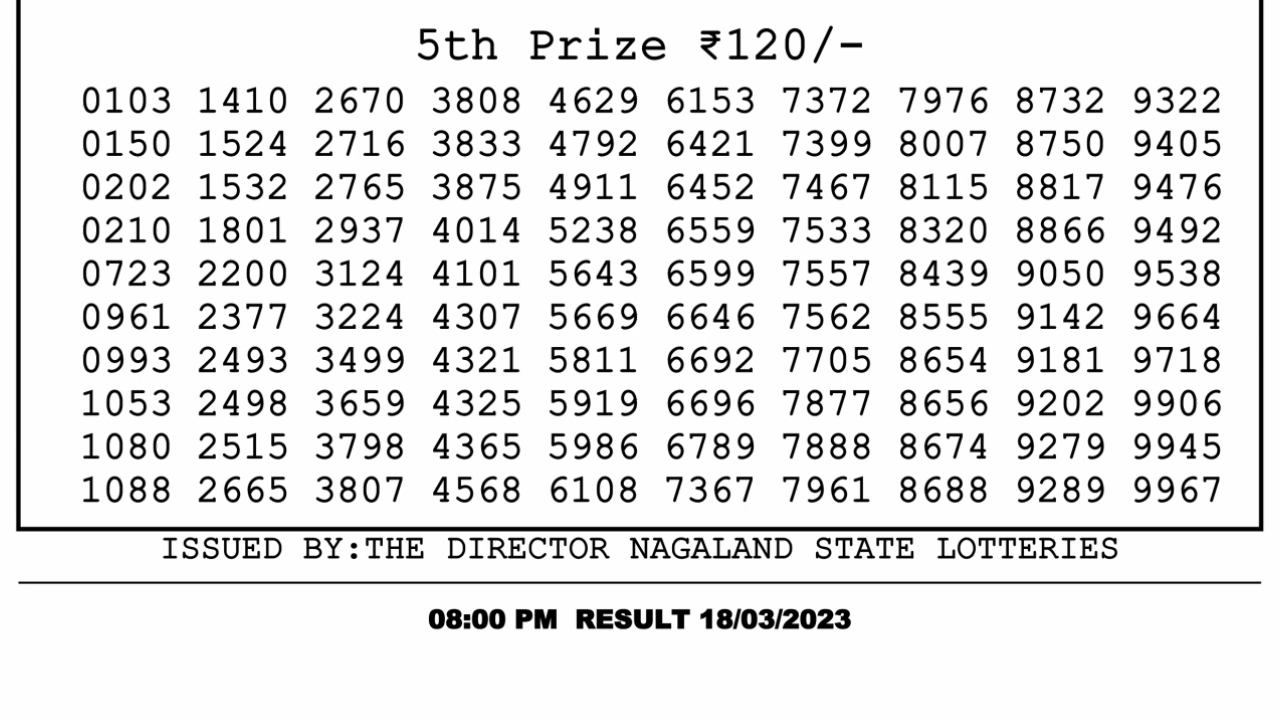 5th Prize ₹120/-
0103 1410 2670 3808 4629 6153 7372 7976 8732 9322
0150 1524 2716 3833 4792 6421 7399 8007 8750 9405
0202 1532 2765 3875 4911 6452 7467 8115 8817 9476
0210 1801 2937 4014 5238 6559 7533 8320 8866 9492
0723 2200 3124 4101 5643 6599 7557 8439 9050 9538
0961 2377 3224 4307 5669 6646 7562 8555 9142 9664
0993 2493 3499 4321 5811 6692 7705 8654 9181 9718
1053 2498 3659 4325 5919 6696 7877 8656 9202 9906
1080 2515 3798 4365 5986 6789 7888 8674 9279 9945
1088 2665 3807 4568 6108 7367 7961 8688 9289 9967
ISSUED BY:THE DIRECTOR NAGALAND STATE LOTTERIES
08:00 PM RESULT 18/03/2023